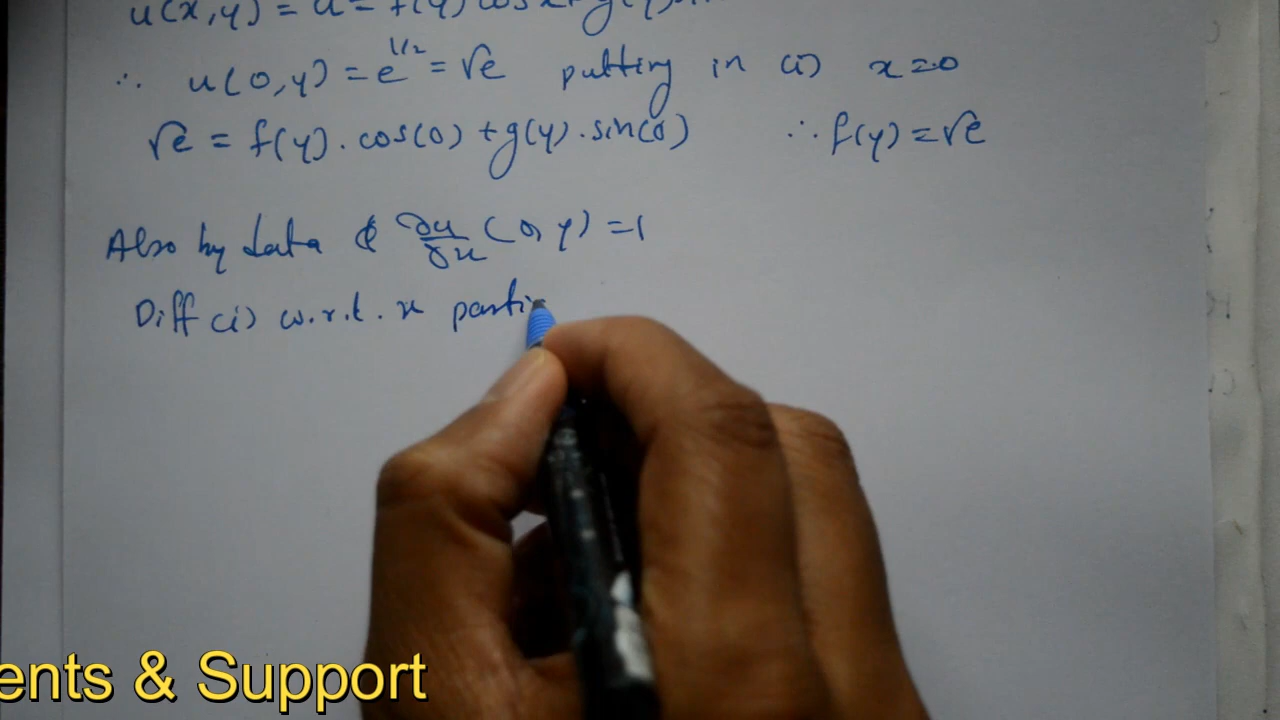 u(x,y) = u = f(y) cos x + g(y)
∴ u(0,y) = e^{1/2} = √e putting in (i) x=0
√e = f(y). cos(0) + g(y). sin(0) ∴ f(y) = √e
Also by data ∂u/∂x (0,y) = 1
Diff (i) w.r.t. x parti
ents & Support